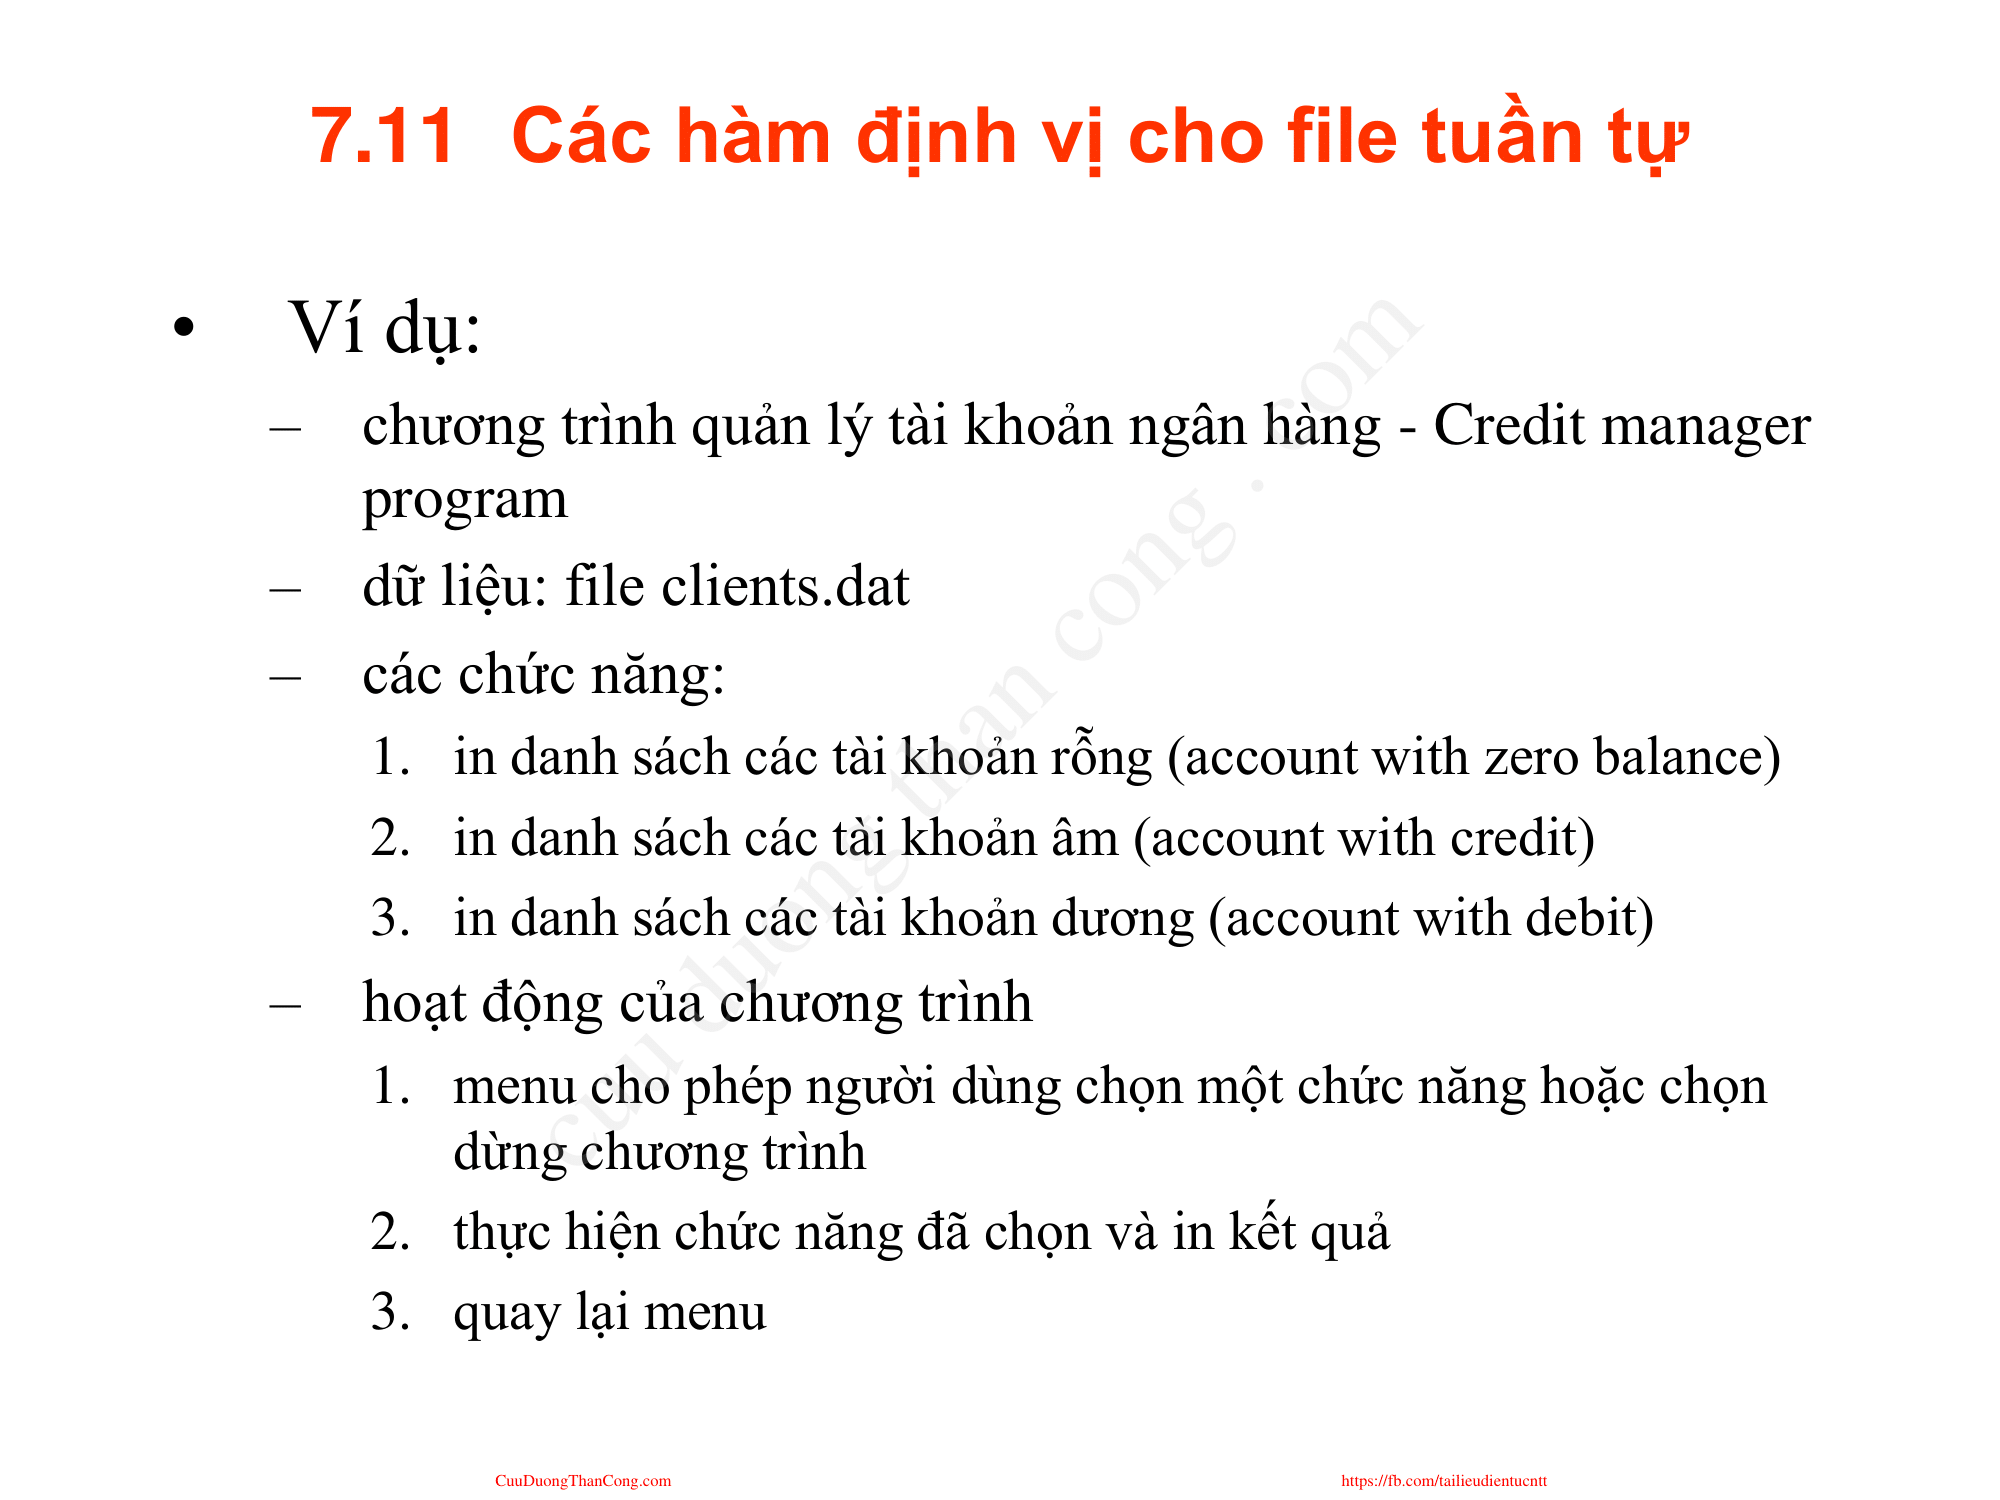 7.11 Các hàm định vị cho file tuần tự
• Ví dụ:
– chương trình quản lý tài khoản ngân hàng - Credit manager
program
– dữ liệu: file clients.dat
– các chức năng:
1. in danh sách các tài khoản rỗng (account with zero balance)
2. in danh sách các tài khoản âm (account with credit)
3. in danh sách các tài khoản dương (account with debit)
– hoạt động của chương trình
1. menu cho phép người dùng chọn một chức năng hoặc chọn
dừng chương trình
2. thực hiện chức năng đã chọn và in kết quả
3. quay lại menu
cuu duong than cong . com
CuuDuongThanCong.com
https://fb.com/tailieudientucntt